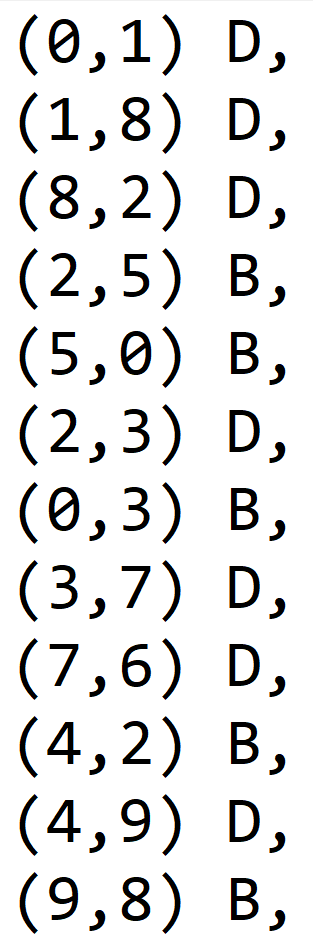 (0,1) D,
(1,8) D,
(8,2) D,
(2,5) B,
(5,0) B,
(2,3) D,
(0,3) B,
(3,7) D,
(7,6) D,
(4,2) B,
(4,9) D,
(9,8) B,